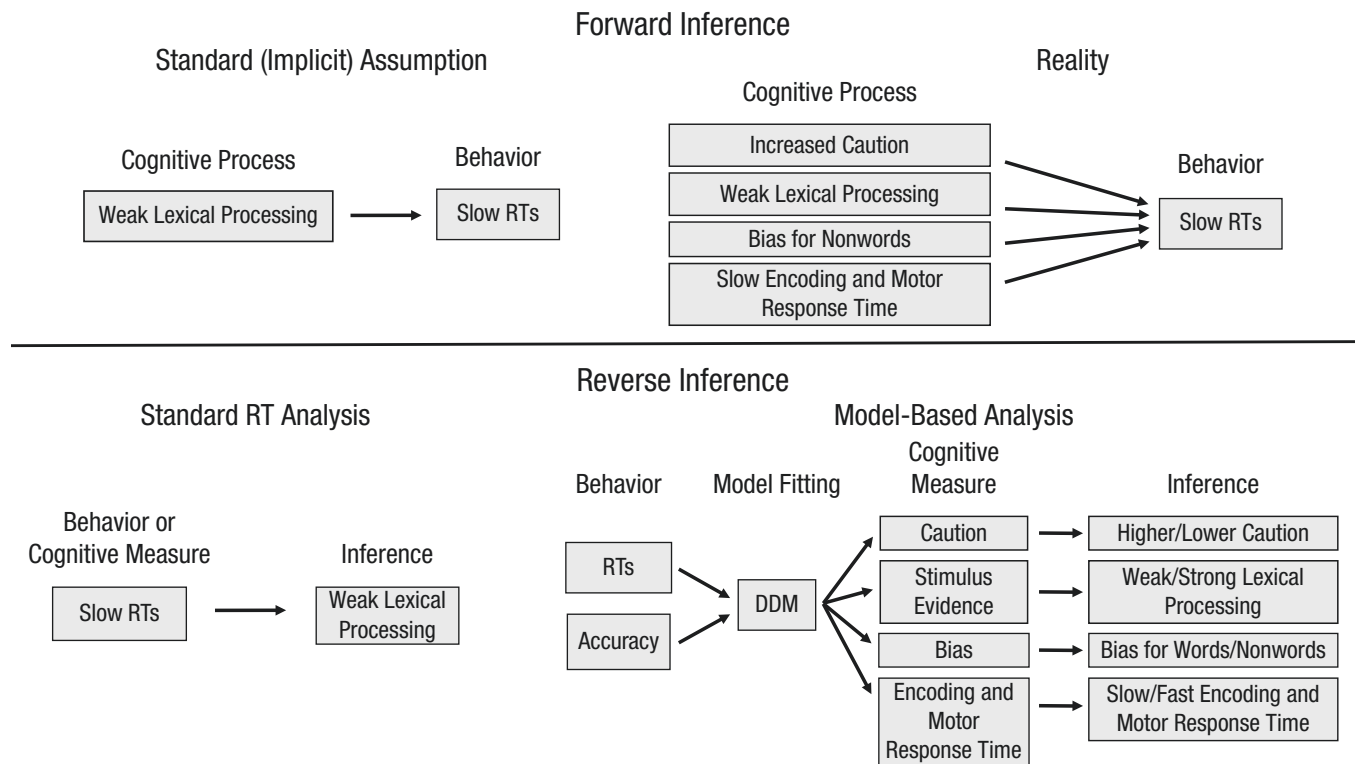 Forward Inference
Standard (Implicit) Assumption
Cognitive Process
Behavior
Weak Lexical Processing
Slow RTs
Reality
Cognitive Process
Increased Caution
Weak Lexical Processing
Bias for Nonwords
Slow Encoding and Motor
Response Time
Behavior
Slow RTs
Reverse Inference
Standard RT Analysis
Behavior or
Cognitive Measure
Inference
Slow RTs
Weak Lexical
Processing
Model-Based Analysis
Behavior
Model Fitting
Cognitive
Measure
Inference
RTs
Accuracy
DDM
Caution
Higher/Lower Caution
Stimulus
Evidence
Weak/Strong Lexical
Processing
Bias
Bias for Words/Nonwords
Encoding and
Motor
Response Time
Slow/Fast Encoding and
Motor Response Time